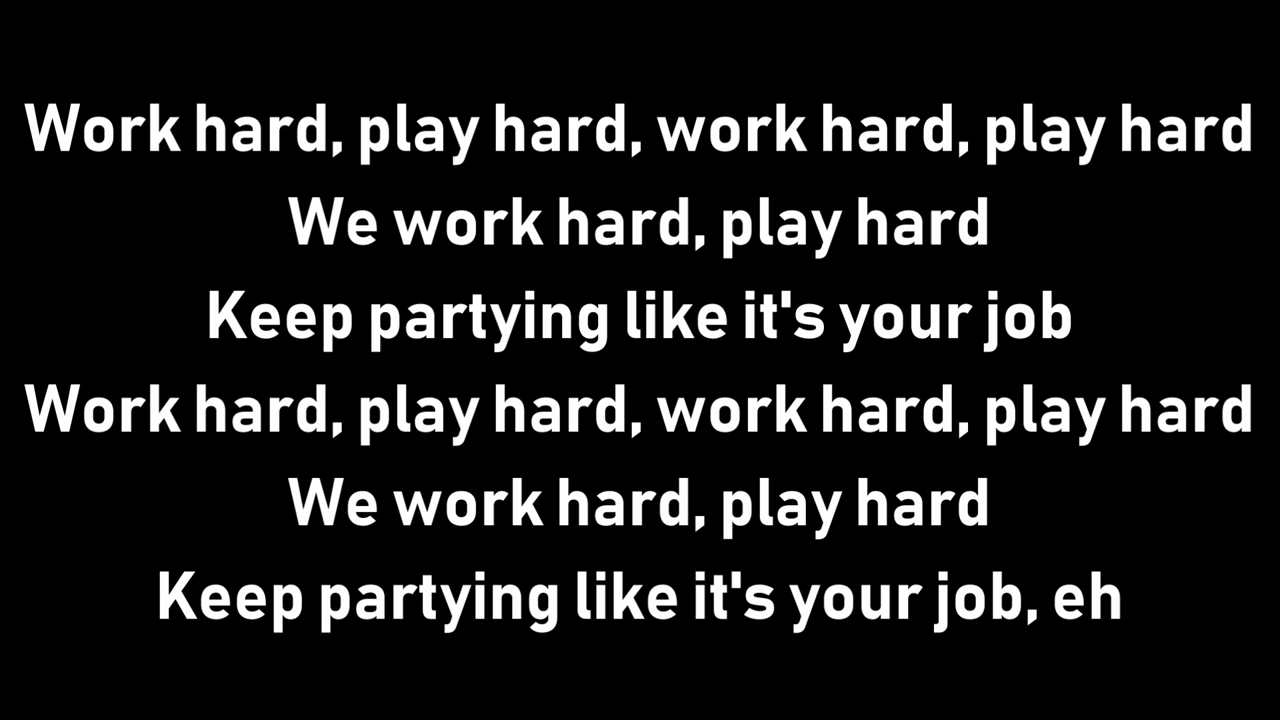 Work hard, play hard, work hard, play hard
We work hard, play hard
Keep partying like it's your job
Work hard, play hard, work hard, play hard
We work hard, play hard
Keep partying like it's your job, eh